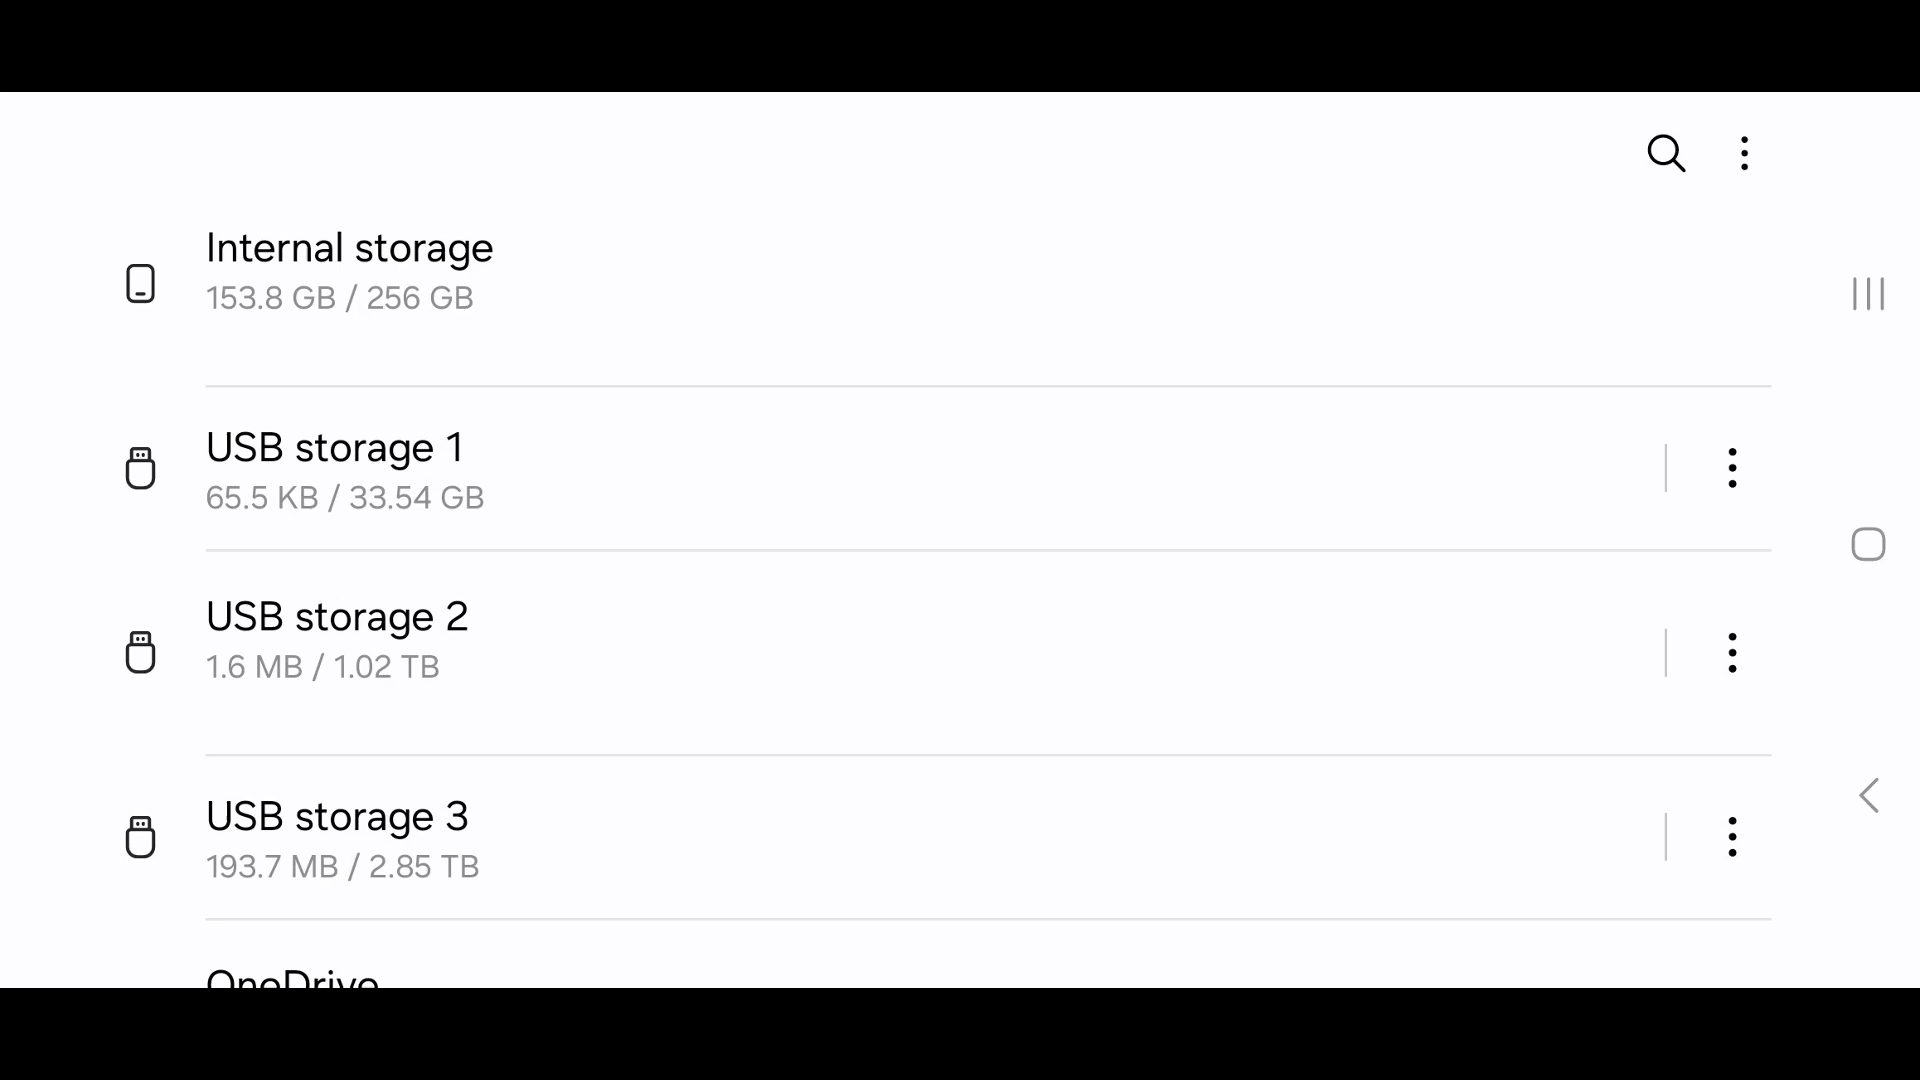 Internal storage
153.8 GB / 256 GB
USB storage 1
65.5 KB / 33.54 GB
USB storage 2
1.6 MB / 1.02 TB
USB storage 3
193.7 MB / 2.85 TB
OneDrive